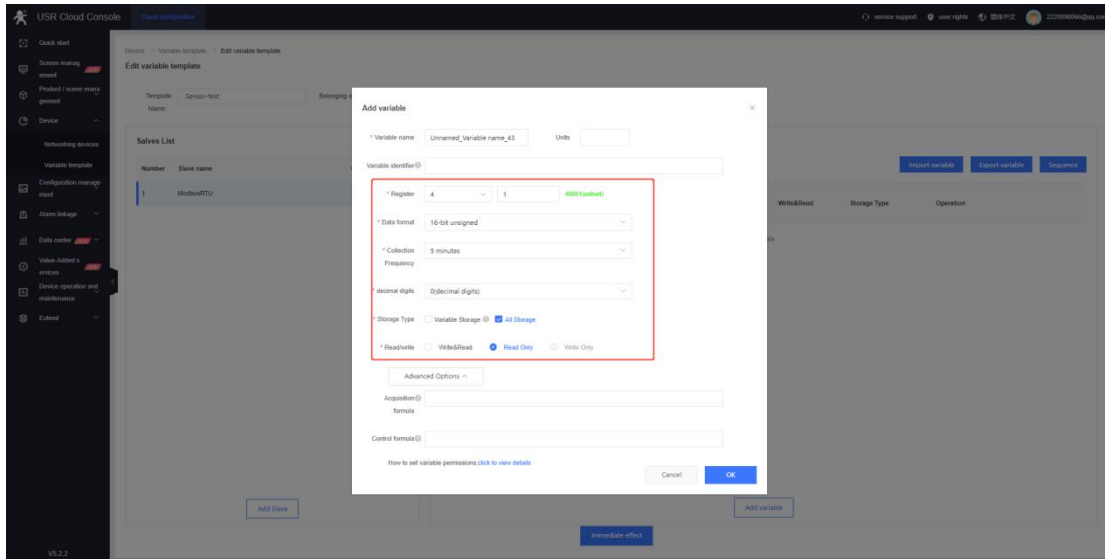 USR Cloud Console
Cloud configuration
service support
user rights
简体中文
Quick start
Device / Variable template / Edit variable template
Edit variable template
Screen manag
ement
Product / scene mana
gement
Template
Name:
Sensor-test
Belonging
Device
Networking devices
Variable template
Configuration manage
ment
Alarm linkage
Data center
Value-Added s
ervices
Device operation and
maintenance
Extend
V5.2.2
Salves List
Number Slave name
1 ModbusRTU
Add Slave
Import variable
Export variable
Sequence
Write&Read
Storage Type
Operation
Add variable
Immediate effect
Add variable
* Variable name
Unnamed_Variable name_43
Units
Variable identifier
* Register
4
1
40001(cohort)
* Data format
16-bit unsigned
* Collection
Frequency
5 minutes
* decimal digits
0(decimal digits)
* Storage Type
Variable Storage
All Storage
* Read/write
Write&Read
Read Only
Write Only
Advanced Options
Acquisition
formula
Control formula
How to set variable permissions,click to view details
Cancel
OK